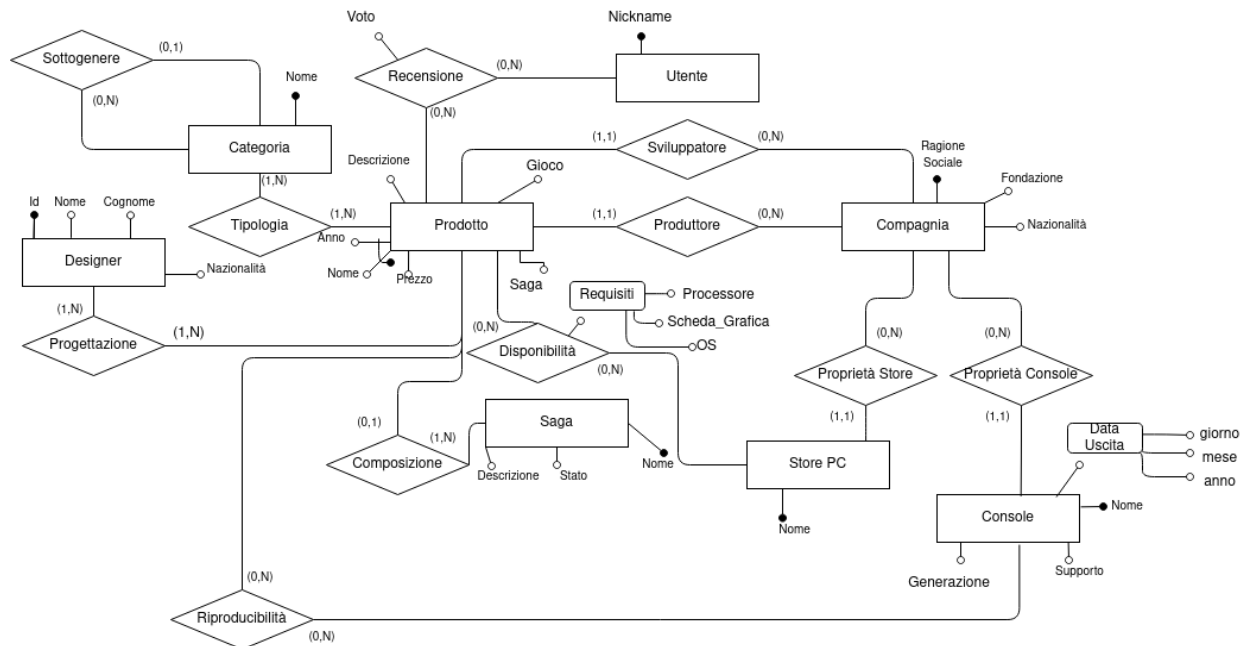 Voto
Nickname
Sottogenere
(0,1)
(0,N)
Nome
Recensione
(0,N)
Utente
(0,N)
Categoria
(1,N)
Descrizione
Gioco
(1,1)
Sviluppatore
(0,N)
Ragione
Sociale
Fondazione
Id
Nome
Cognome
Tipologia
(1,N)
Prodotto
(1,1)
Produttore
(0,N)
Compagnia
Nazionalità
Anno
Nome
Prezzo
Saga
Designer
Nazionalità
(1,N)
Progettazione
(1,N)
Requisiti
Processore
Scheda_Grafica
OS
(0,N)
Disponibilità
(0,N)
(0,N)
(0,N)
Proprietà Store
Proprietà Console
(1,1)
(1,1)
(0,1)
Composizione
(1,N)
Saga
Descrizione
Stato
Nome
Store PC
Nome
Data
Uscita
giorno
mese
anno
Console
Nome
Generazione
Supporto
(0,N)
Riproducibilità
(0,N)